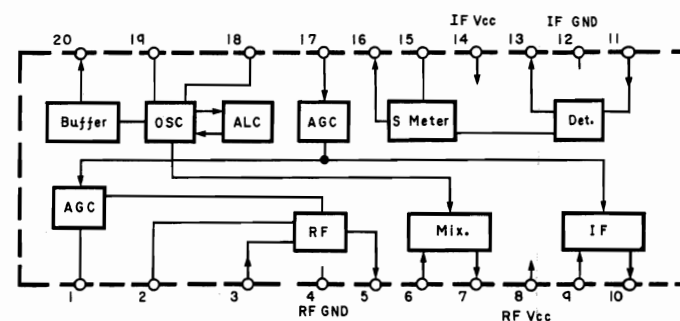 IF Vcc IF GND
20 19 18 17 16 15 14 13 12 11
Buffer OSC ALC AGC S Meter Det.
AGC RF Mix. IF
1 2 3 4 5 6 7 8 9 10
RF GND RF Vcc